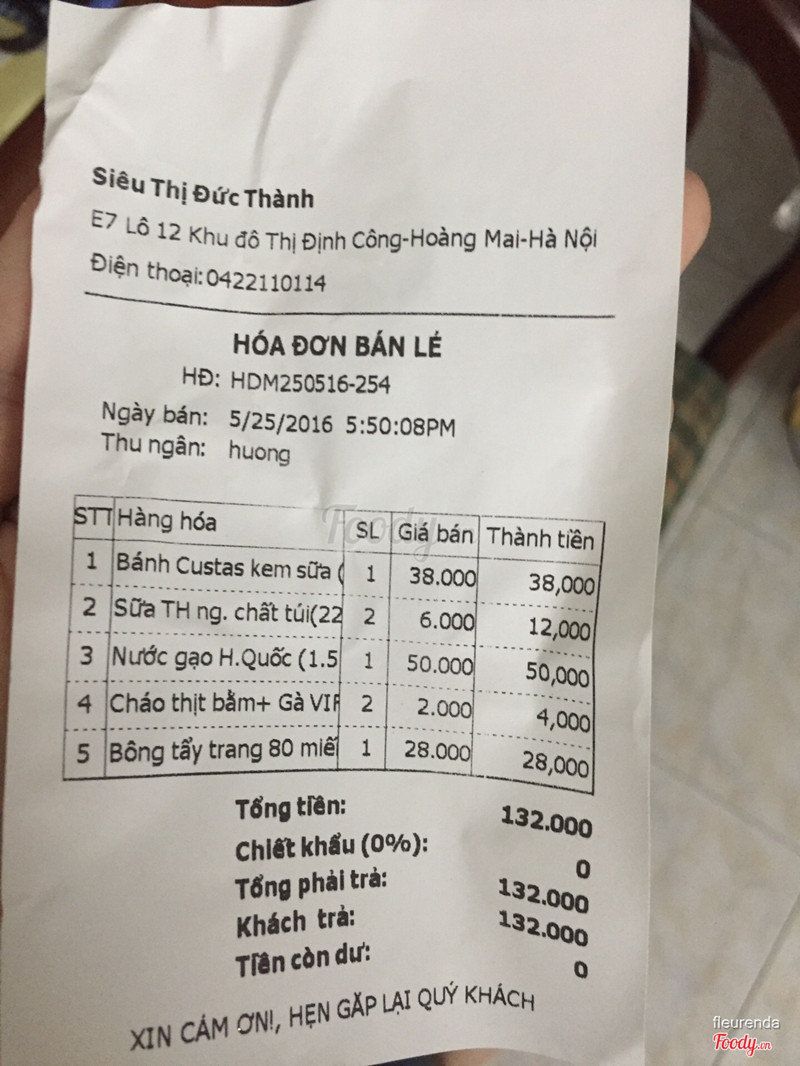 Siêu Thị Đức Thành
E7 Lô 12 Khu đô Thị Định Công-Hoàng Mai-Hà Nội
Điện thoại:0422110114
HÓA ĐƠN BÁN LẺ
HĐ: HDM250516-254
Ngày bán: 5/25/2016 5:50:08PM
Thu ngân: huong
STT Hàng hóa SL Giá bán Thành tiền
1 Bánh Custas kem sữa ( 1 38.000 38,000
2 Sữa TH ng. chất túi(22 2 6.000 12,000
3 Nước gạo H.Quốc (1.5 1 50.000 50,000
4 Cháo thịt bằm+ Gà VIF 2 2.000 4,000
5 Bông tẩy trang 80 miế 1 28.000 28,000
Tổng tiền: 132.000
Chiết khấu (0%): 0
Tổng phải trả: 132.000
Khách trả: 132.000
Tiền còn dư: 0
XIN CẢM ƠN!, HẸN GẶP LẠI QUÝ KHÁCH
Foody
fleurenda
Foody.vn